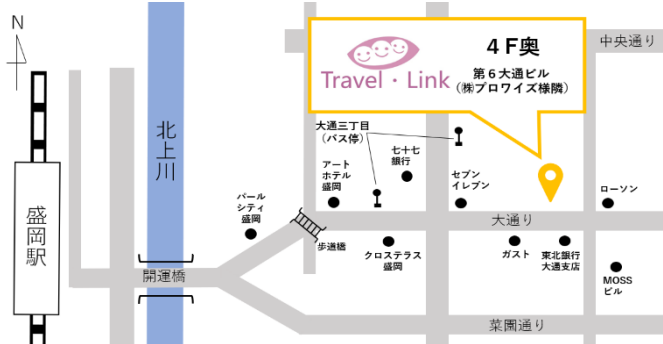 N
中央通り
4F奥
第6大通ビル
(㈱プロワイズ様隣)
Travel・Link
北上川
大通三丁目
(バス停)
七十七
銀行
アート
ホテル
盛岡
セブン
イレブン
ローソン
パール
シティ
盛岡
盛岡駅
大通り
歩道橋
クロステラス
盛岡
ガスト
東北銀行
大通支店
開運橋
MOSS
ビル
菜園通り